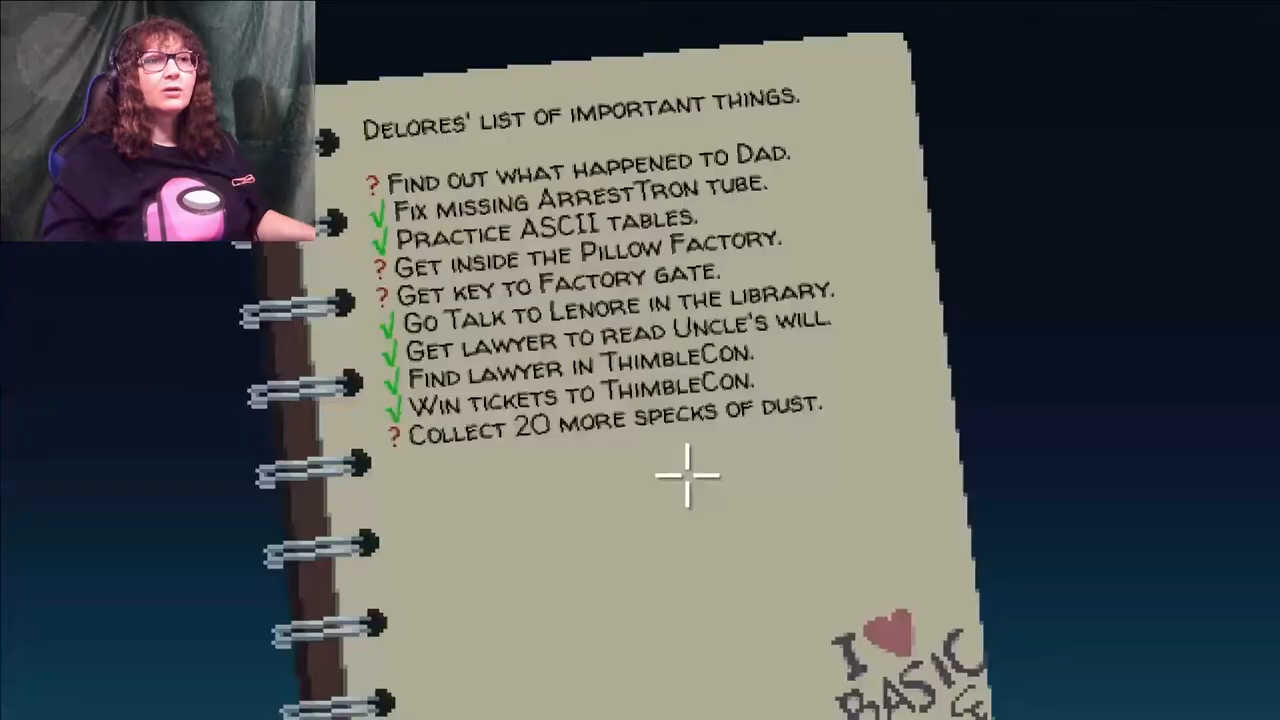 DELORES' LIST OF IMPORTANT THINGS.
? FIND OUT WHAT HAPPENED TO DAD.
✓ FIX MISSING ARRESTTRON TUBE.
✓ PRACTICE ASCII TABLES.
? GET INSIDE THE PILLOW FACTORY.
? GET KEY TO FACTORY GATE.
✓ GO TALK TO LENORE IN THE LIBRARY.
✓ GET LAWYER TO READ UNCLE'S WILL.
✓ FIND LAWYER IN THIMBLECON.
✓ WIN TICKETS TO THIMBLECON.
? COLLECT 20 MORE SPECKS OF DUST.
I ♥
BASIC